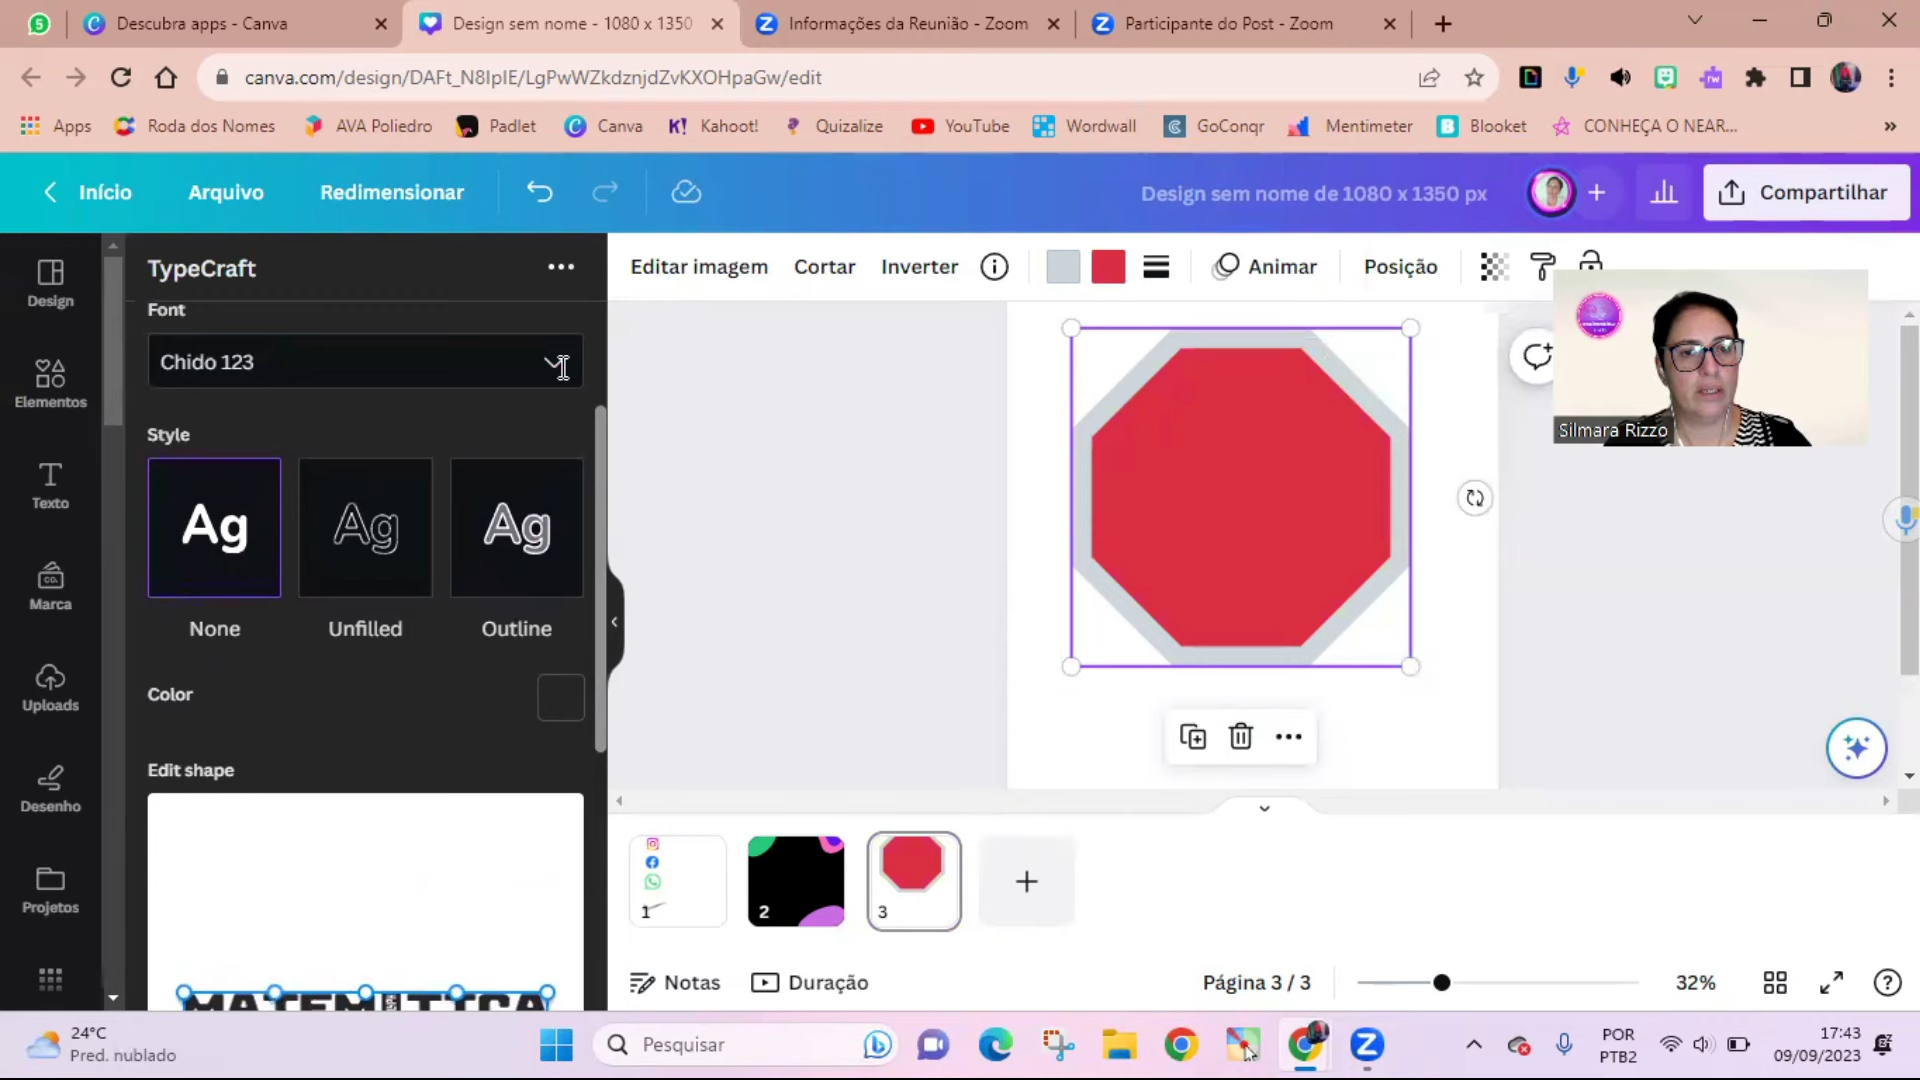 5
Descubra apps - Canva
Design sem nome - 1080 x 1350
Informações da Reunião - Zoom
Participante do Post - Zoom
canva.com/design/DAFt_N8IpIE/LgPwWZkdznjdZvKXOHpaGw/edit
Apps
Roda dos Nomes
AVA Poliedro
Padlet
Canva
Kahoot!
Quizalize
YouTube
Wordwall
GoConqr
Mentimeter
Blooket
CONHEÇA O NEAR...
Início
Arquivo
Redimensionar
Design sem nome de 1080 x 1350 px
Compartilhar
Design
Elementos
Texto
Marca
Uploads
Desenho
Projetos
TypeCraft
Font
Chido 123
Style
Ag
Ag
Ag
None
Unfilled
Outline
Color
Edit shape
Editar imagem
Cortar
Inverter
Animar
Posição
Silmara Rizzo
1
2
3
Notas
Duração
Página 3 / 3
32%
24°C
Pred. nublado
Pesquisar
POR
PTB2
17:43
09/09/2023